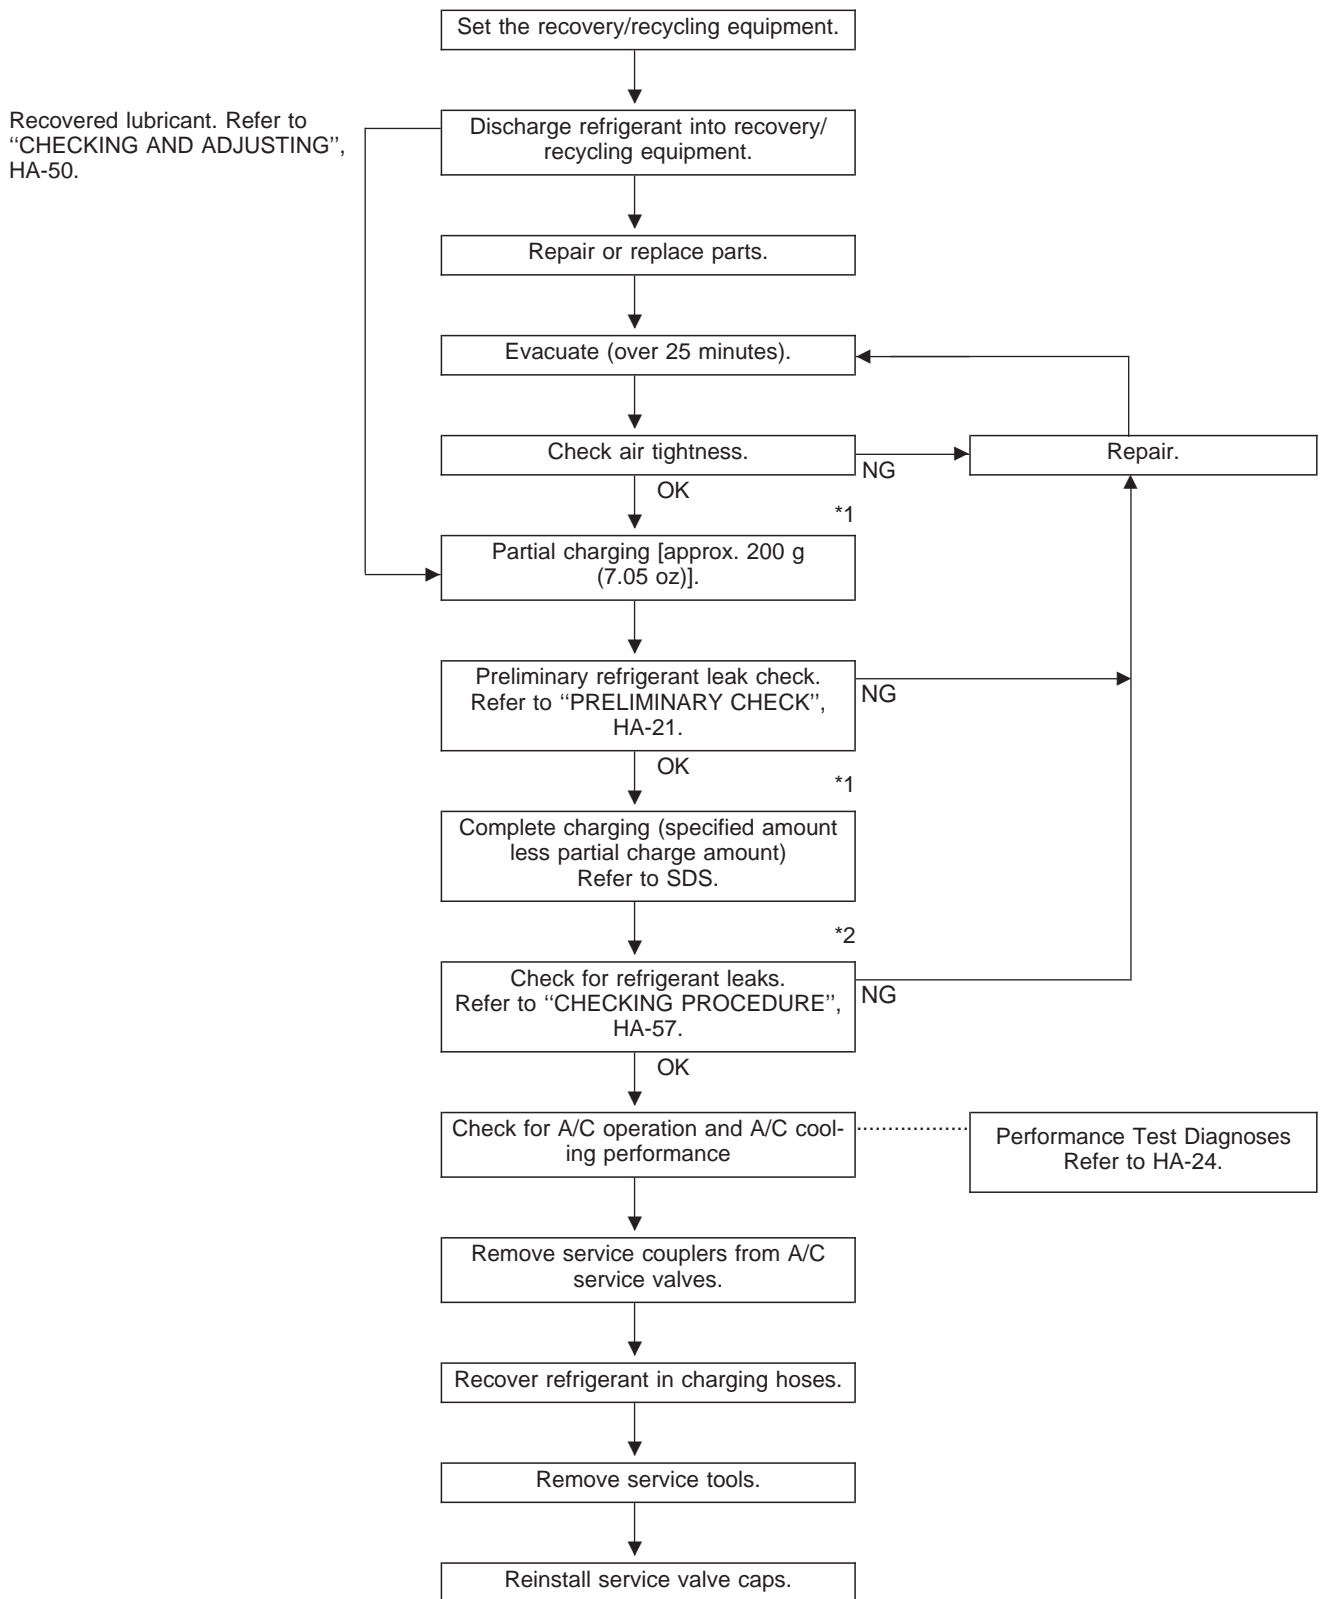 Set the recovery/recycling equipment.
Recovered lubricant. Refer to
‘‘CHECKING AND ADJUSTING’’,
HA-50.
Discharge refrigerant into recovery/
recycling equipment.
Repair or replace parts.
Evacuate (over 25 minutes).
Check air tightness.
NG
Repair.
OK
*1
Partial charging [approx. 200 g
(7.05 oz)].
Preliminary refrigerant leak check.
Refer to ‘‘PRELIMINARY CHECK’’,
HA-21.
NG
OK
*1
Complete charging (specified amount
less partial charge amount)
Refer to SDS.
*2
Check for refrigerant leaks.
Refer to ‘‘CHECKING PROCEDURE’’,
HA-57.
NG
OK
Check for A/C operation and A/C cool-
ing performance
Performance Test Diagnoses
Refer to HA-24.
Remove service couplers from A/C
service valves.
Recover refrigerant in charging hoses.
Remove service tools.
Reinstall service valve caps.